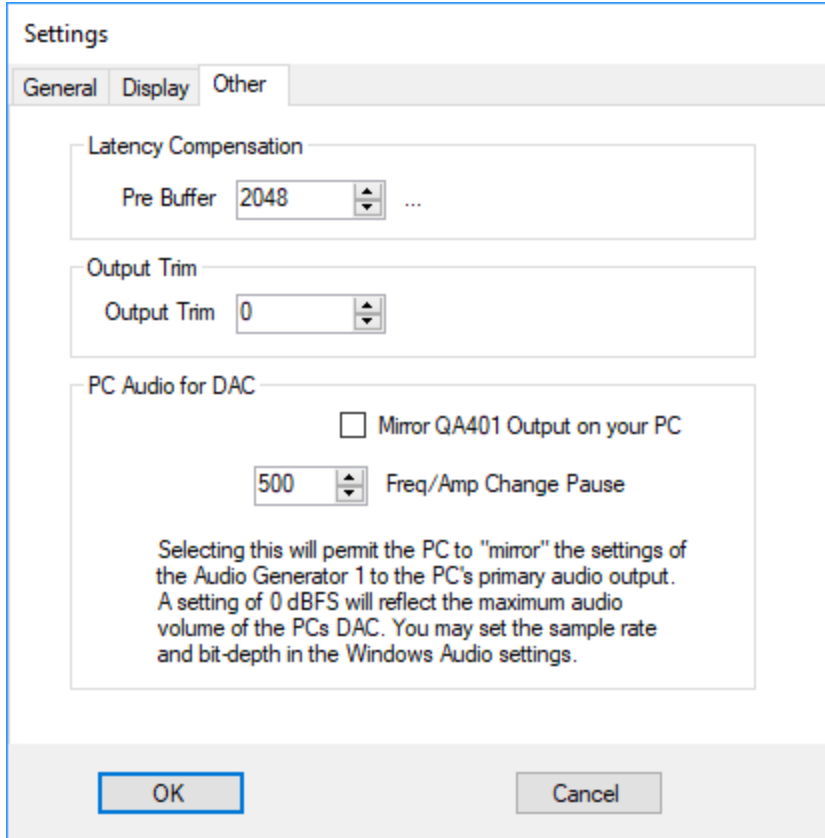 Settings
General Display Other
Latency Compensation
Pre Buffer 2048 ...
Output Trim
Output Trim 0
PC Audio for DAC
Mirror QA401 Output on your PC
500 Freq/Amp Change Pause
Selecting this will permit the PC to "mirror" the settings of
the Audio Generator 1 to the PC's primary audio output.
A setting of 0 dBFS will reflect the maximum audio
volume of the PCs DAC. You may set the sample rate
and bit-depth in the Windows Audio settings.
OK Cancel